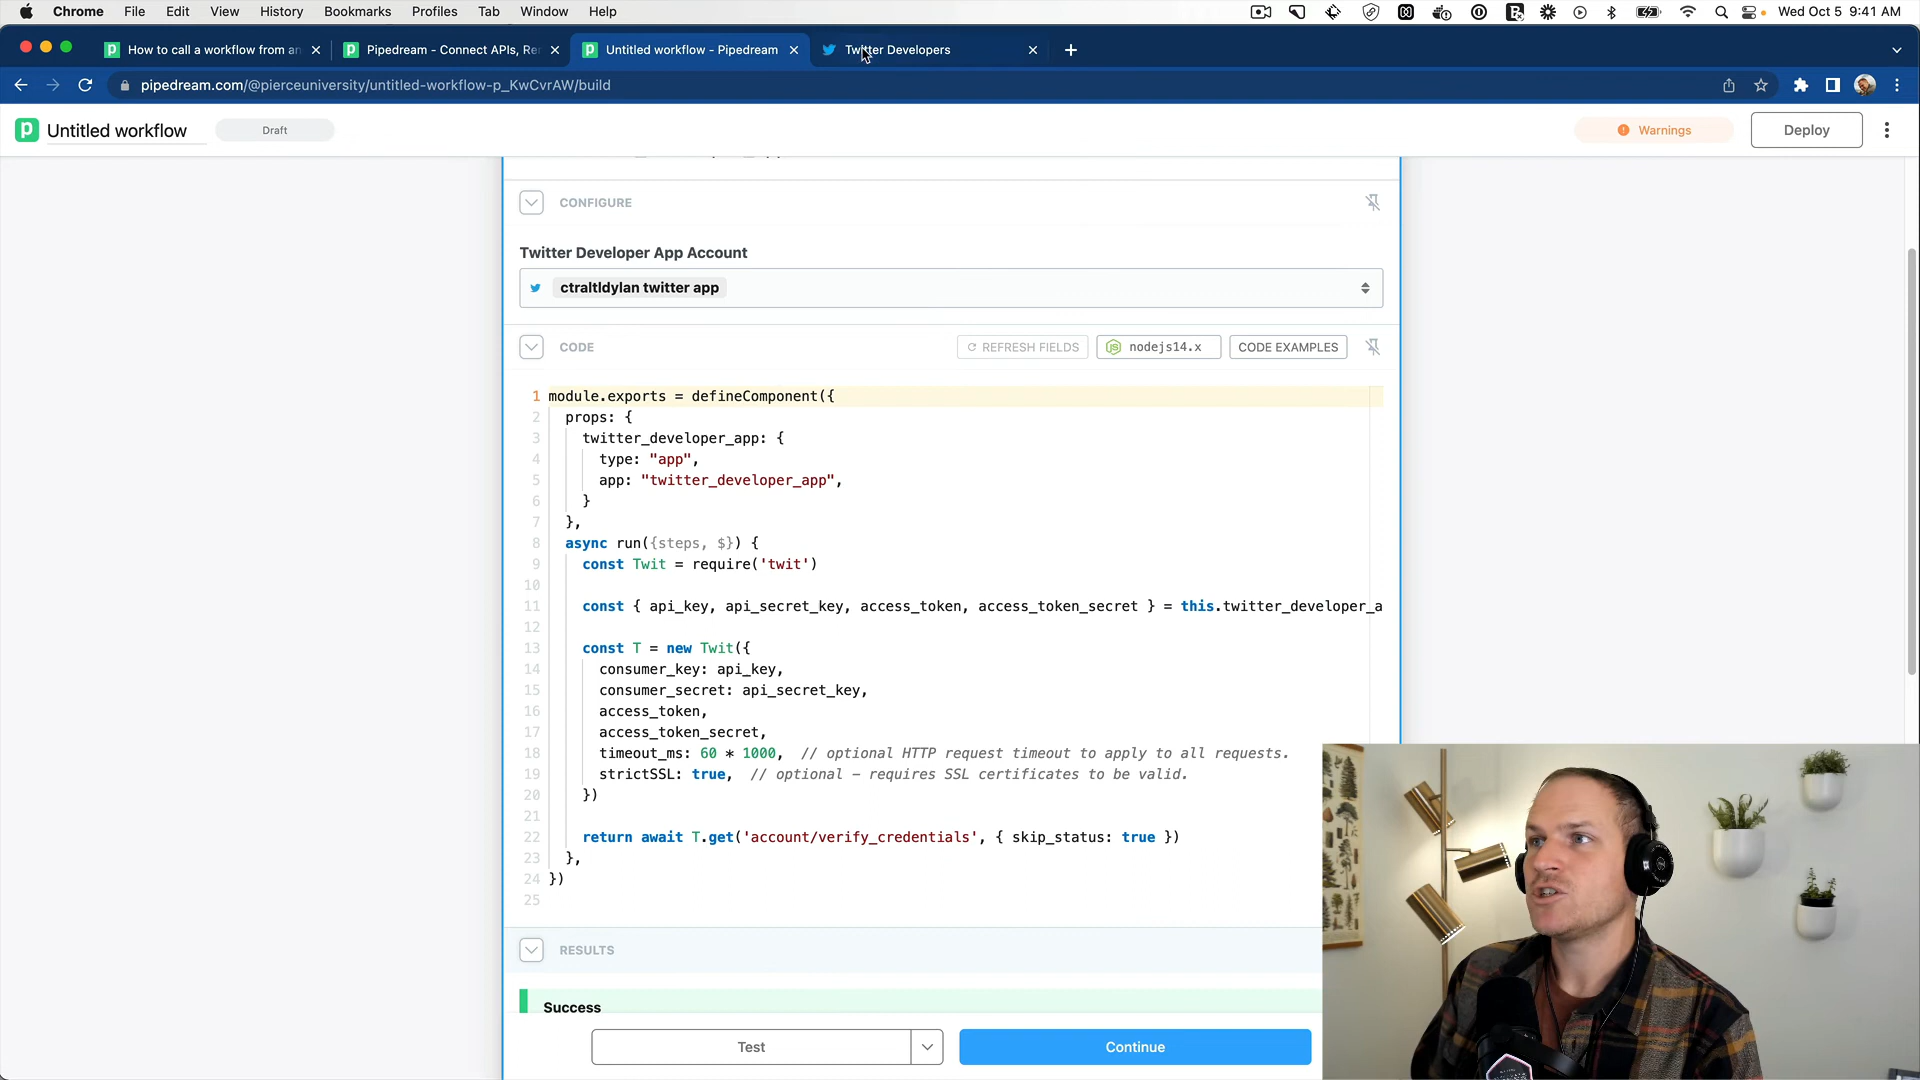 Chrome File Edit View History Bookmarks Profiles Tab Window Help Wed Oct 5 9:41 AM
How to call a workflow from an
Pipedream - Connect APIs, Re
Untitled workflow - Pipedream
Twitter Developers
pipedream.com/@pierceuniversity/untitled-workflow-p_KwCvrAW/build
Untitled workflow Draft Warnings Deploy
CONFIGURE
Twitter Developer App Account
ctraltldylan twitter app
CODE REFRESH FIELDS nodejs14.x CODE EXAMPLES
1 module.exports = defineComponent({
2 props: {
3 twitter_developer_app: {
4 type: "app",
5 app: "twitter_developer_app",
6 }
7 },
8 async run({steps, $}) {
9 const Twit = require('twit')
10
11 const { api_key, api_secret_key, access_token, access_token_secret } = this.twitter_developer_a
12
13 const T = new Twit({
14 consumer_key: api_key,
15 consumer_secret: api_secret_key,
16 access_token,
17 access_token_secret,
18 timeout_ms: 60 * 1000, // optional HTTP request timeout to apply to all requests.
19 strictSSL: true, // optional - requires SSL certificates to be valid.
20 })
21
22 return await T.get('account/verify_credentials', { skip_status: true })
23 },
24 })
25
RESULTS
Success
Test Continue